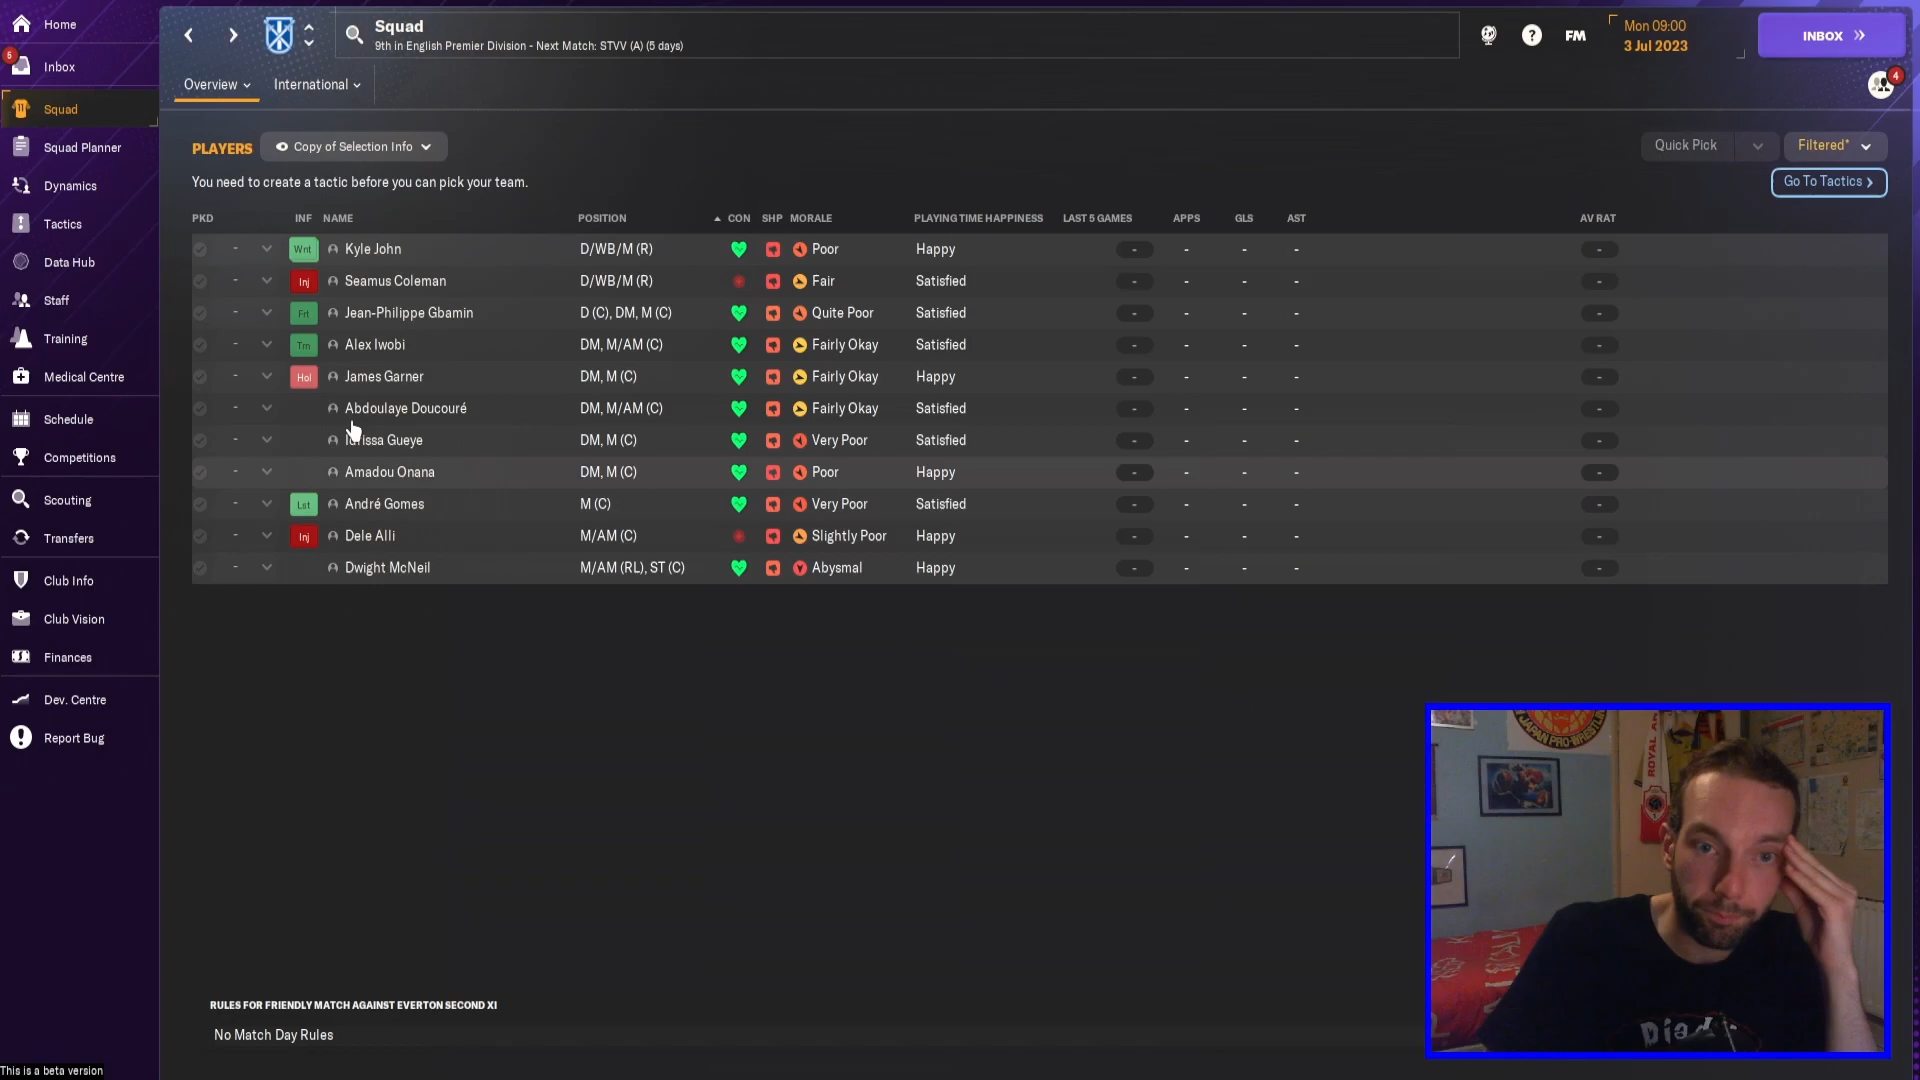 Home
6
Inbox
Squad
Squad Planner
Dynamics
Tactics
Data Hub
Staff
Training
Medical Centre
Schedule
Competitions
Scouting
Transfers
Club Info
Club Vision
Finances
Dev. Centre
Report Bug
This is a beta version
Squad
9th in English Premier Division - Next Match: STVV (A) (5 days)
? FM
Mon 09:00
3 Jul 2023
INBOX
Overview International
4
PLAYERS Copy of Selection Info
Quick Pick Filtered*
You need to create a tactic before you can pick your team.
Go To Tactics
PKD INF NAME POSITION CON SHP MORALE PLAYING TIME HAPPINESS LAST 5 GAMES APPS GLS AST AV RAT
- Wnt Kyle John D/WB/M (R) Poor Happy - - - - -
- Inj Seamus Coleman D/WB/M (R) Fair Satisfied - - - - -
- Frt Jean-Philippe Gbamin D (C), DM, M (C) Quite Poor Satisfied - - - - -
- Trn Alex Iwobi DM, M/AM (C) Fairly Okay Satisfied - - - - -
- Hol James Garner DM, M (C) Fairly Okay Happy - - - - -
- Abdoulaye Doucouré DM, M/AM (C) Fairly Okay Satisfied - - - - -
- Idrissa Gueye DM, M (C) Very Poor Satisfied - - - - -
- Amadou Onana DM, M (C) Poor Happy - - - - -
- Lst André Gomes M (C) Very Poor Satisfied - - - - -
- Inj Dele Alli M/AM (C) Slightly Poor Happy - - - - -
- Dwight McNeil M/AM (RL), ST (C) Abysmal Happy - - - - -
RULES FOR FRIENDLY MATCH AGAINST EVERTON SECOND XI
No Match Day Rules
JAPAN PRO-WRESTLI
ROYAL A